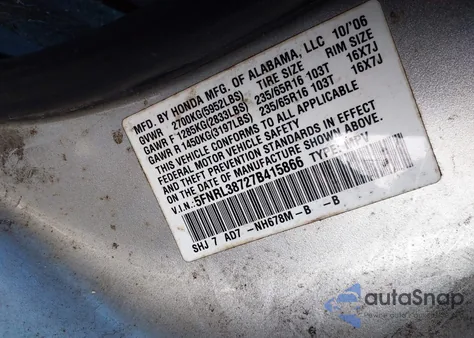 MFD. BY HONDA MFG. OF ALABAMA, LLC 10/'06
GVWR 2700KG(5952LBS) TIRE SIZE RIM SIZE
GAWR F 1285KG(2833LBS) 235/65R16 103T 16X7J
GAWR R 1450KG(3197LBS) 235/65R16 103T 16X7J
THIS VEHICLE CONFORMS TO ALL APPLICABLE
FEDERAL MOTOR VEHICLE SAFETY
AND THEFT PREVENTION STANDARDS IN EFFECT
ON THE DATE OF MANUFACTURE SHOWN ABOVE.
V.I.N.: 5FNRL38727B415866 TYPE: MPV
SHJ 7 AD7 -NH678M - B - B
autoSnap